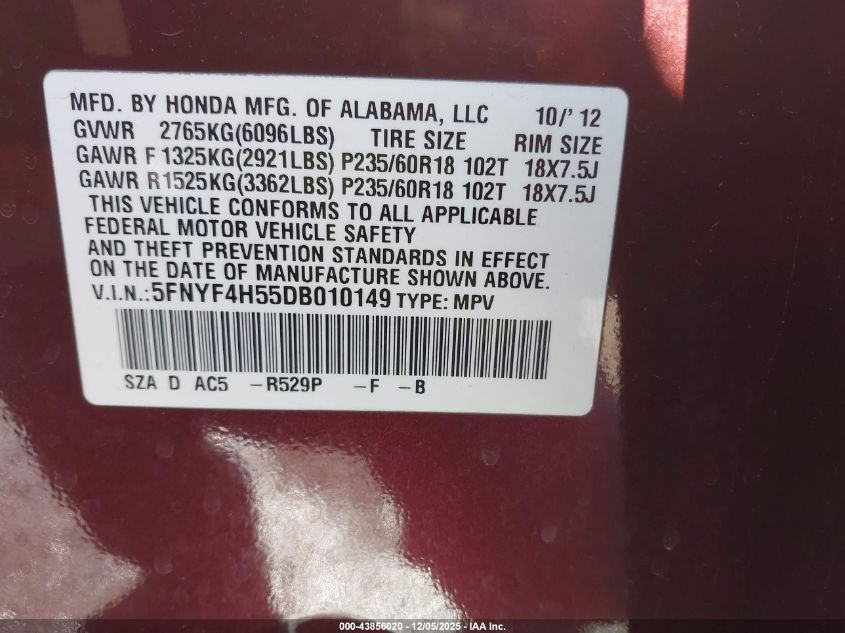 MFD. BY HONDA MFG. OF ALABAMA, LLC 10/'12
GVWR 2765KG(6096LBS) TIRE SIZE RIM SIZE
GAWR F 1325KG(2921LBS) P235/60R18 102T 18X7.5J
GAWR R1525KG(3362LBS) P235/60R18 102T 18X7.5J
THIS VEHICLE CONFORMS TO ALL APPLICABLE
FEDERAL MOTOR VEHICLE SAFETY
AND THEFT PREVENTION STANDARDS IN EFFECT
ON THE DATE OF MANUFACTURE SHOWN ABOVE.
V.I.N.:5FNYF4H55DB010149 TYPE: MPV
SZA D AC5 -R529P -F -B
000-43856020 - 12/05/2025 - IAA Inc.